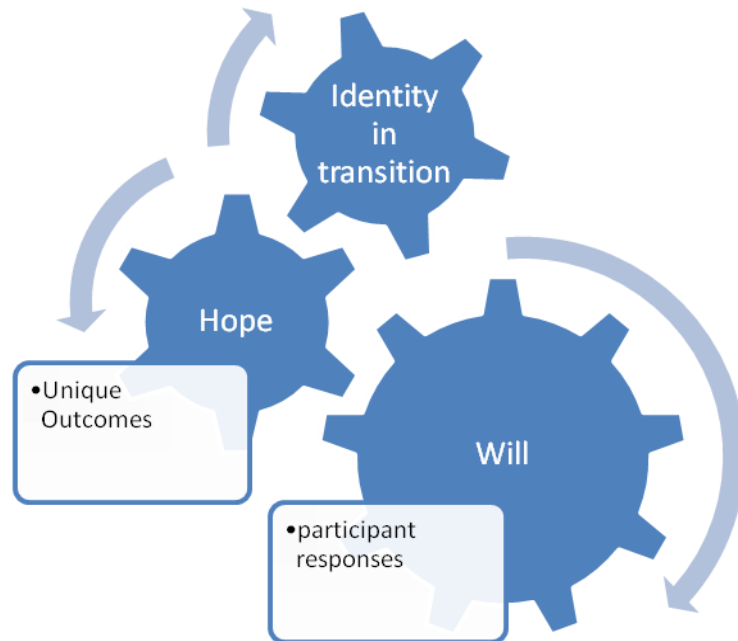 Identity
in
transition
Hope
•Unique
Outcomes
Will
•participant
responses